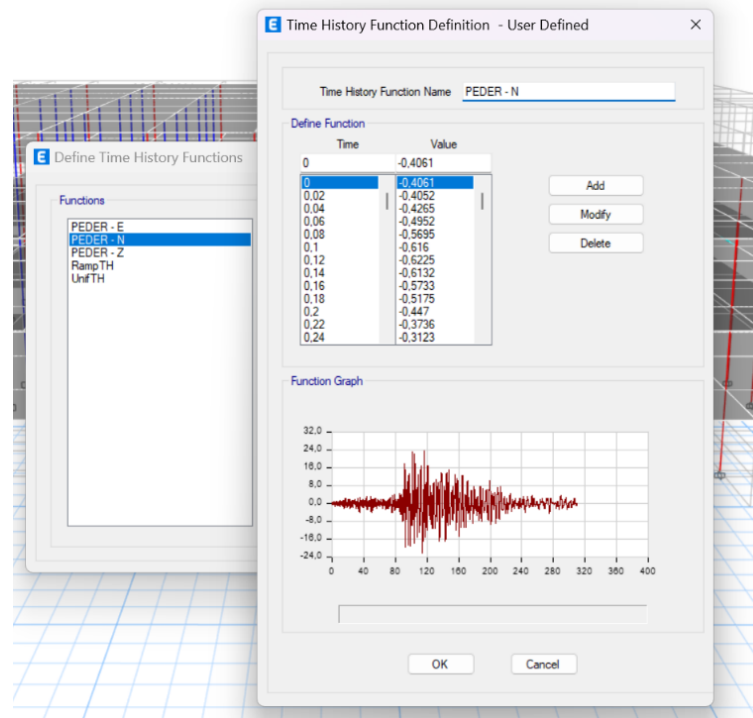 E Time History Function Definition - User Defined
Time History Function Name PEDER - N
Define Function
Time Value
0 -0,4061
0 -0,4061
0,02 -0,4052
0,04 -0,4265
0,06 -0,4952
0,08 -0,5695
0,1 -0,616
0,12 -0,6225
0,14 -0,6132
0,16 -0,5733
0,18 -0,5175
0,2 -0,447
0,22 -0,3736
0,24 -0,3123
Add
Modify
Delete
Function Graph
32,0
24,0
16,0
8,0
0,0
-8,0
-16,0
-24,0
0 40 80 120 160 200 240 280 320 360 400
OK Cancel
E Define Time History Functions
Functions
PEDER - E
PEDER - N
PEDER - Z
RampTH
UnifTH